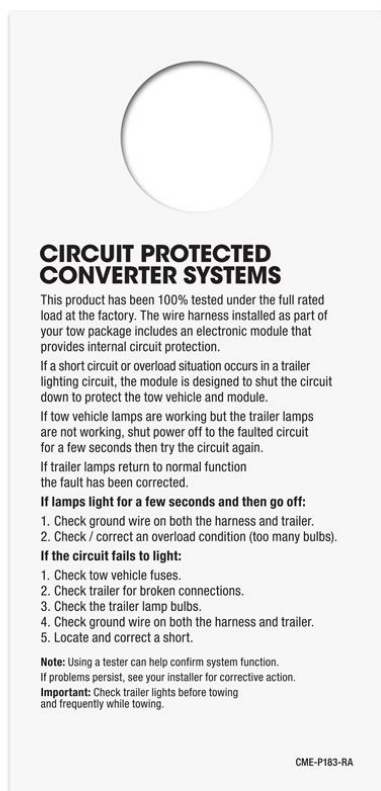 CIRCUIT PROTECTED
CONVERTER SYSTEMS
This product has been 100% tested under the full rated
load at the factory. The wire harness installed as part of
your tow package includes an electronic module that
provides internal circuit protection.
If a short circuit or overload situation occurs in a trailer
lighting circuit, the module is designed to shut the circuit
down to protect the tow vehicle and module.
If tow vehicle lamps are working but the trailer lamps
are not working, shut power off to the faulted circuit
for a few seconds then try the circuit again.
If trailer lamps return to normal function
the fault has been corrected.
If lamps light for a few seconds and then go off:
1. Check ground wire on both the harness and trailer.
2. Check / correct an overload condition (too many bulbs).
If the circuit fails to light:
1. Check tow vehicle fuses.
2. Check trailer for broken connections.
3. Check the trailer lamp bulbs.
4. Check ground wire on both the harness and trailer.
5. Locate and correct a short.
Note: Using a tester can help confirm system function.
If problems persist, see your installer for corrective action.
Important: Check trailer lights before towing
and frequently while towing.
CME-P183-RA